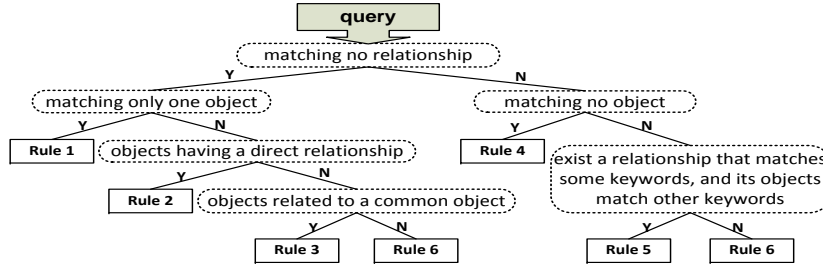 query
matching no relationship
Y
N
matching only one object
matching no object
Y
N
Y
N
Rule 1
objects having a direct relationship
Rule 4
exist a relationship that matches
some keywords, and its objects
match other keywords
Y
N
Rule 2
objects related to a common object
Y
N
Y
N
Rule 3
Rule 6
Rule 5
Rule 6